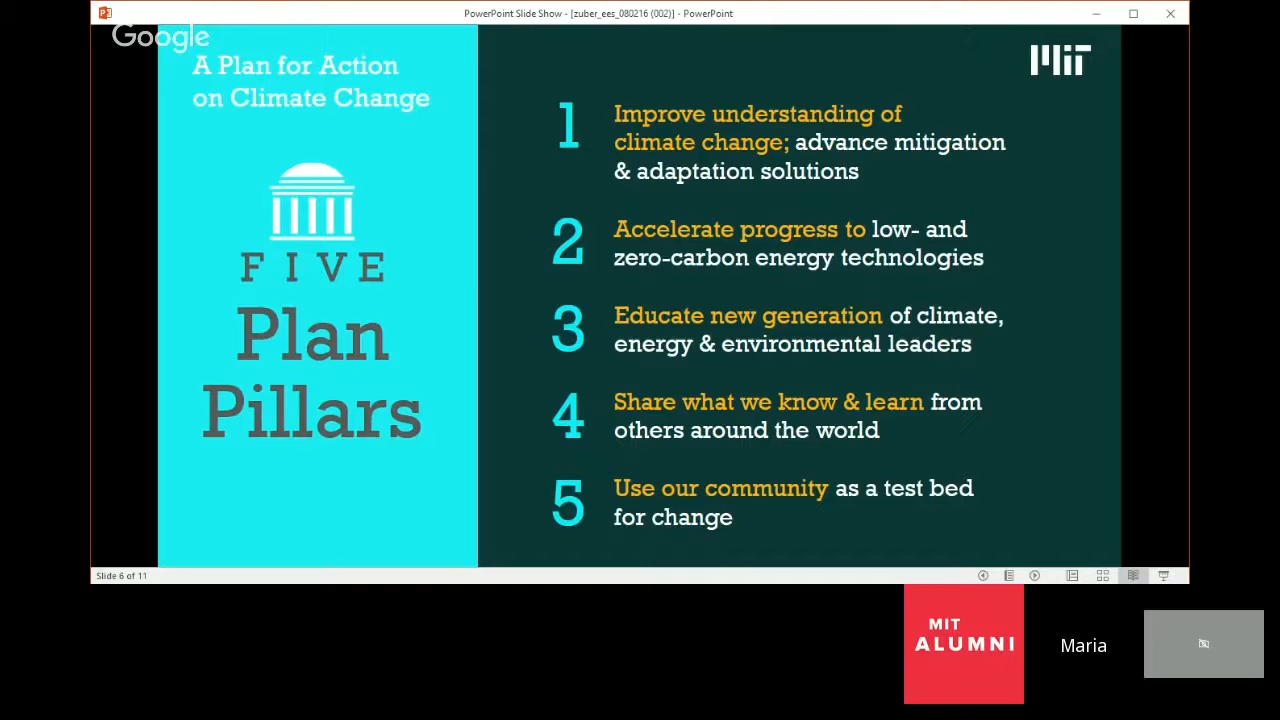 PowerPoint Slide Show - [zuber_ees_080216 (002)] - PowerPoint
Google
A Plan for Action
on Climate Change
FIVE
Plan
Pillars
MIT
1 Improve understanding of
climate change; advance mitigation
& adaptation solutions
2 Accelerate progress to low- and
zero-carbon energy technologies
3 Educate new generation of climate,
energy & environmental leaders
4 Share what we know & learn from
others around the world
5 Use our community as a test bed
for change
Slide 6 of 11
MIT
ALUMNI
Maria